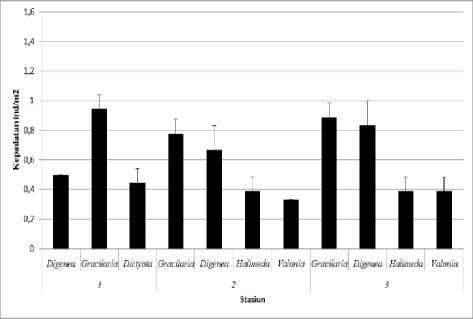 1,6
1,4
1,2
1
0,8
0,6
0,4
0,2
0
Kepadatan ind/m2
Digenea Gracilaria Dictyota Gracilaria Digenea Halimeda Valonia Gracilaria Digenea Halimeda Valonia
1 2 3
Stasiun